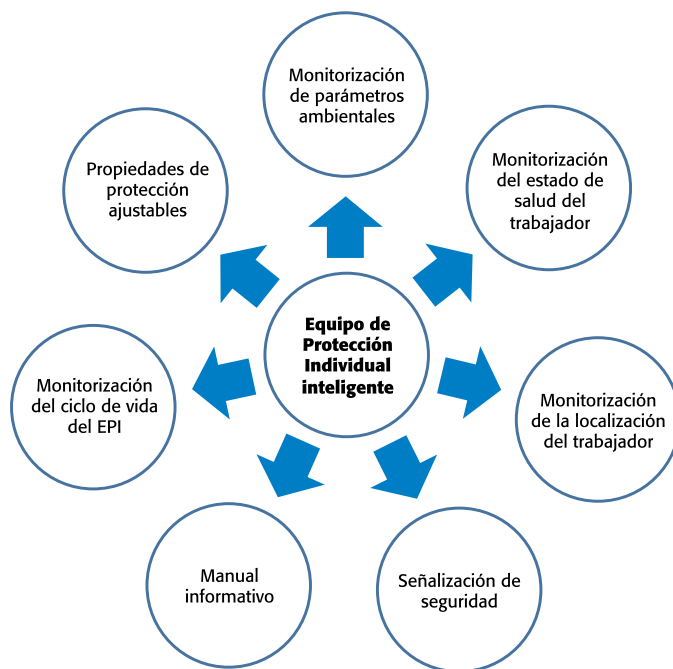 Monitorización
de parámetros
ambientales
Monitorización
del estado de
salud del
trabajador
Monitorización
de la localización
del trabajador
Señalización de
seguridad
Manual
informativo
Monitorización
del ciclo de vida
del EPI
Propiedades de
protección
ajustables
Equipo de
Protección
Individual
inteligente